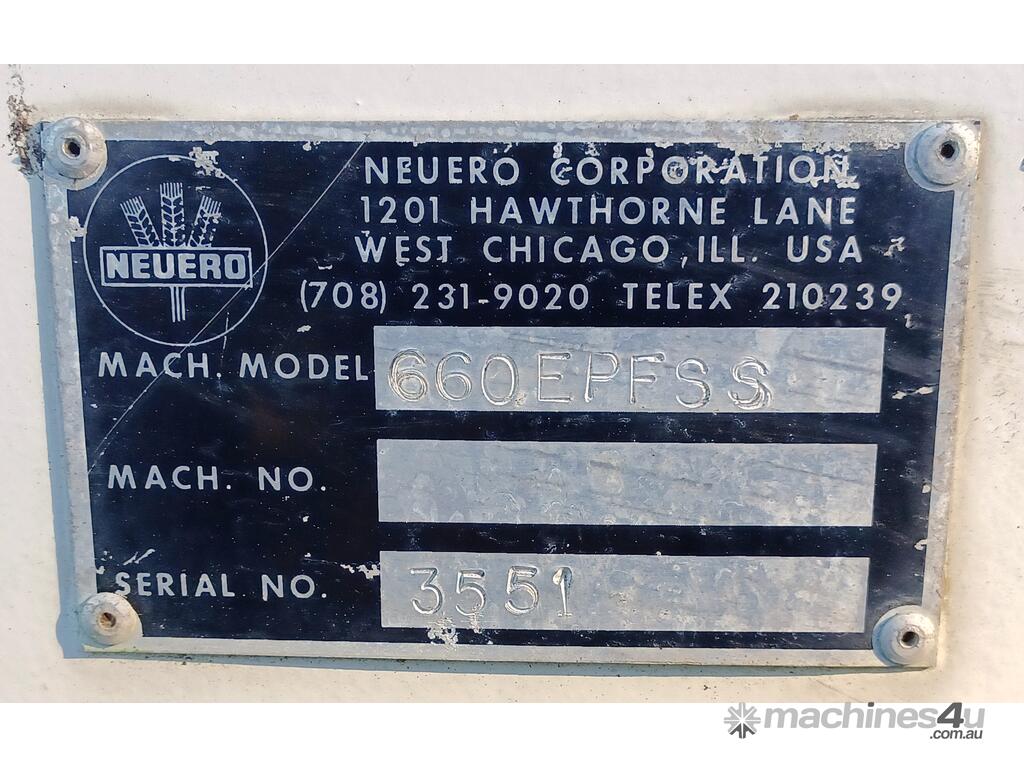 NEUERO
NEUERO CORPORATION
1201 HAWTHORNE LANE
WEST CHICAGO, ILL. USA
(708) 231-9020 TELEX 210239
MACH. MODEL 660EPFSS
MACH. NO.
SERIAL NO. 3551
machines4u
.com.au